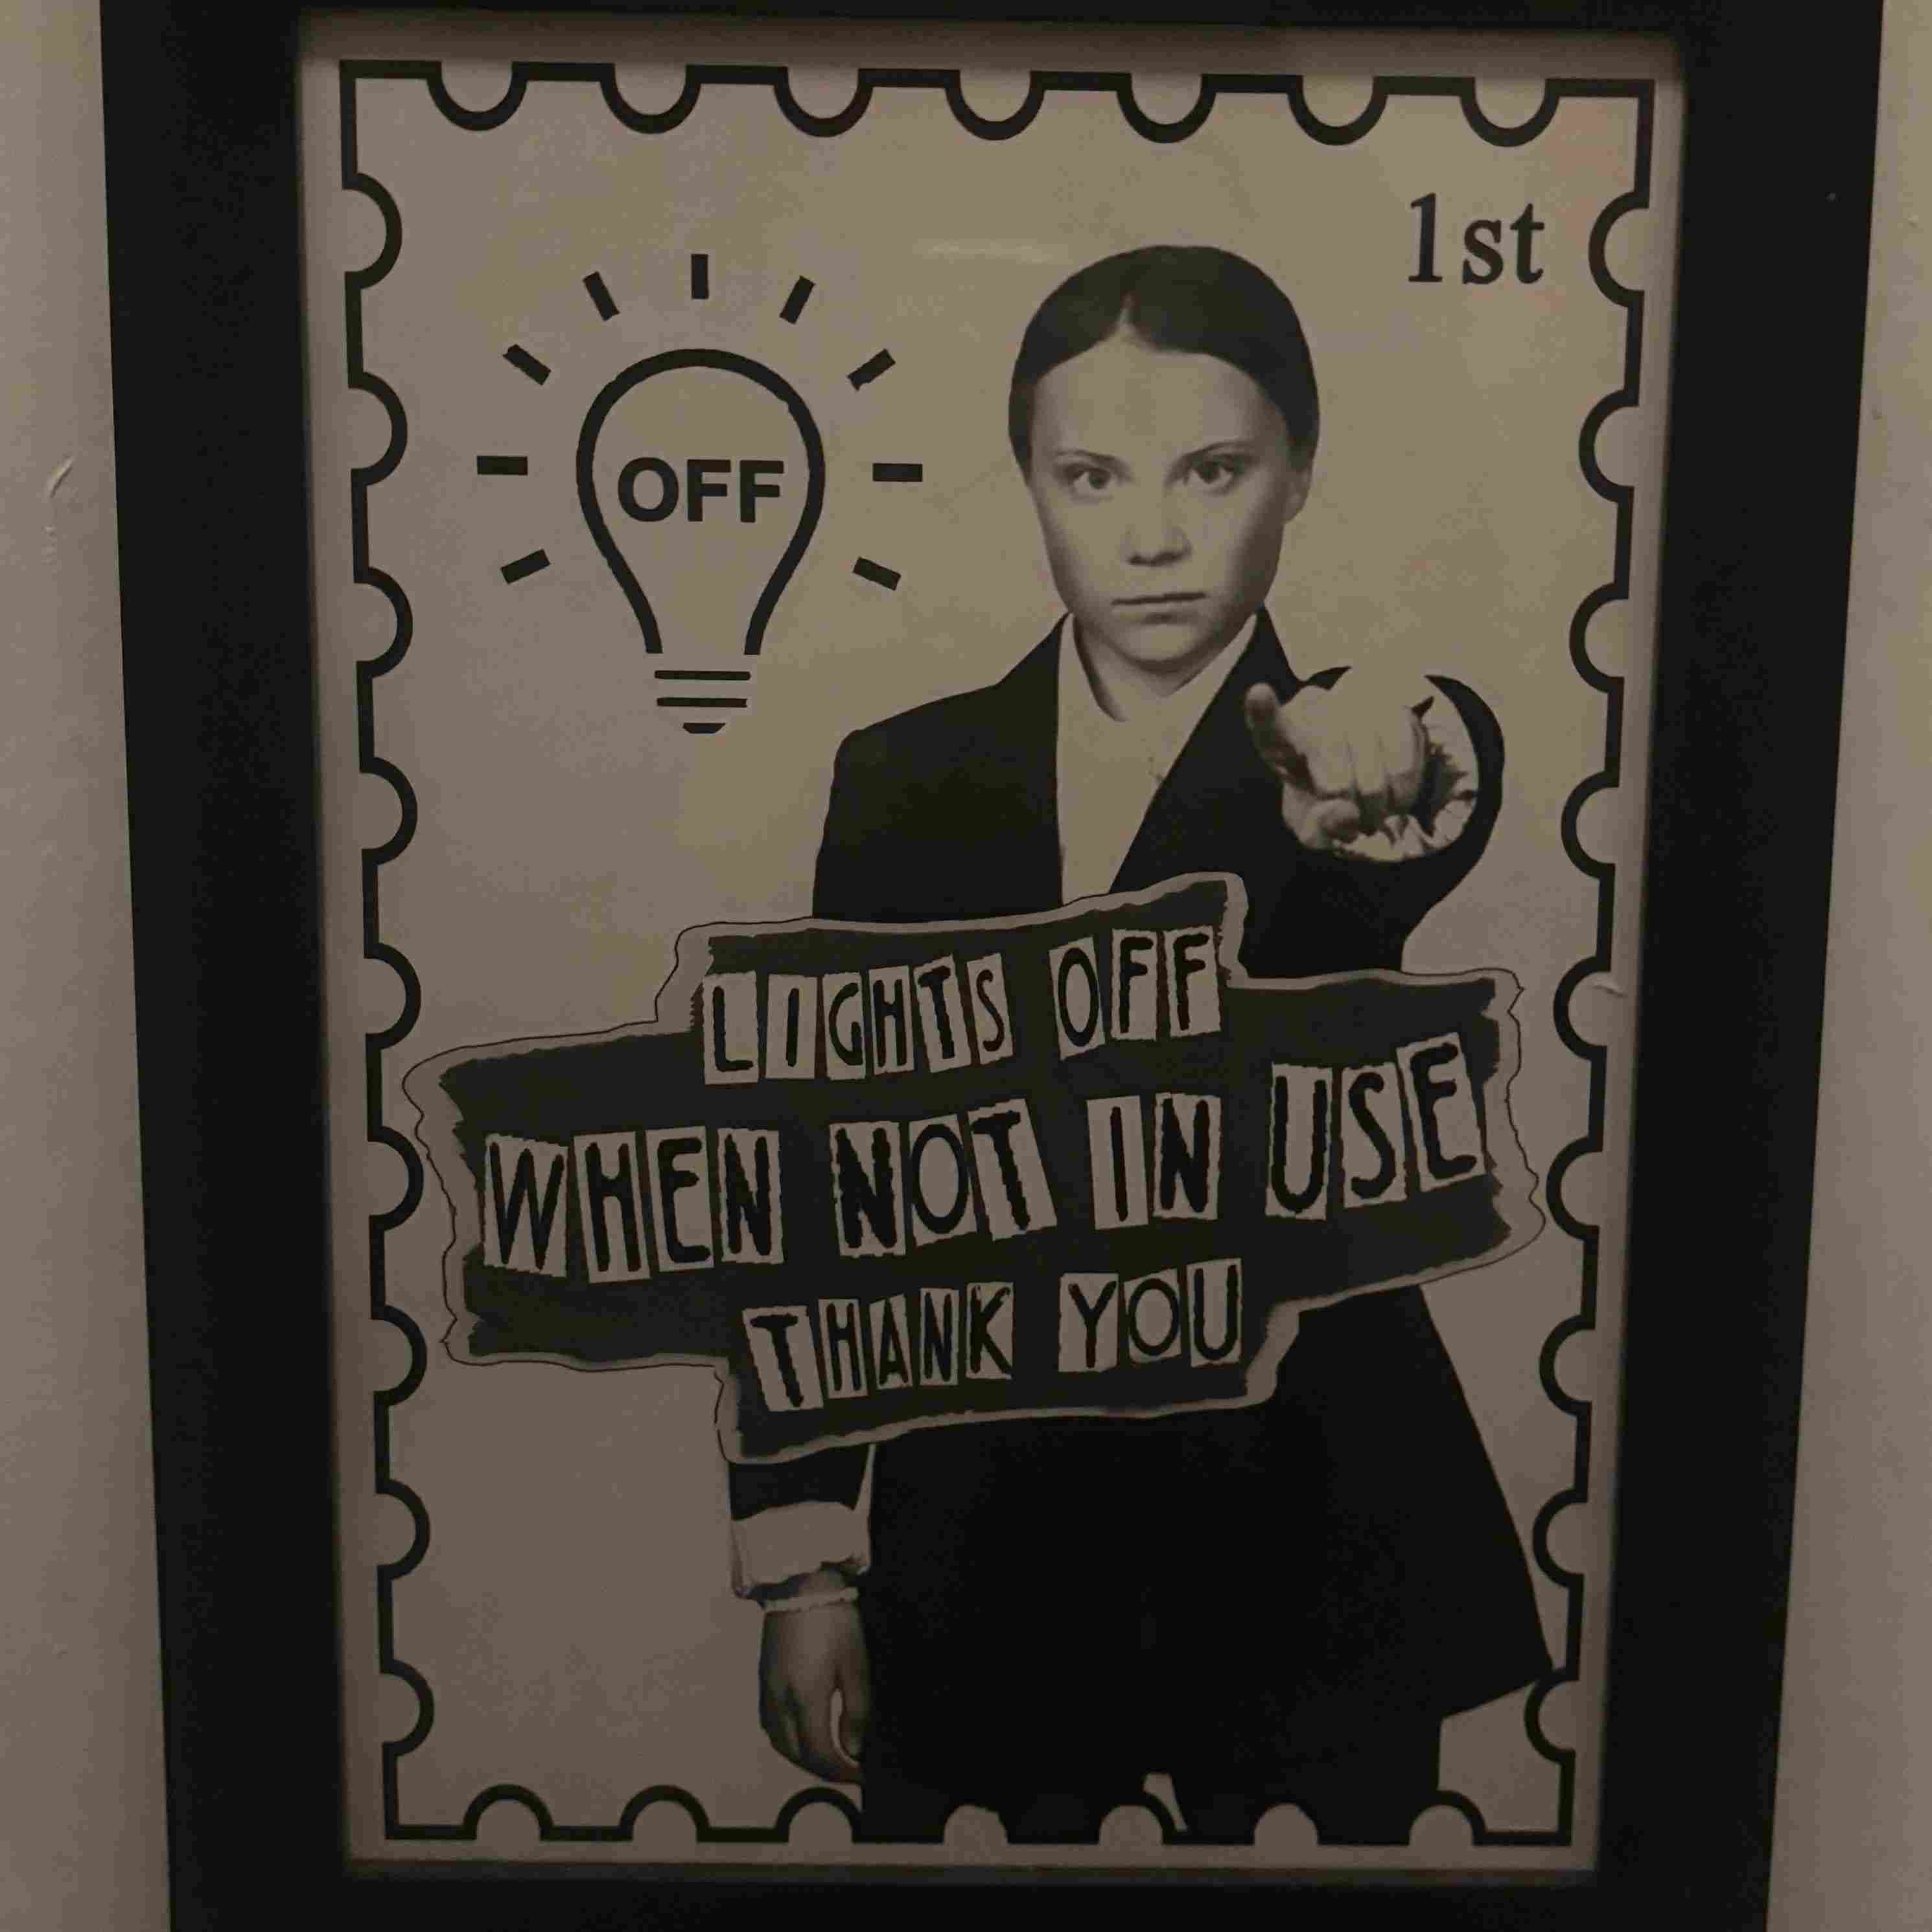 1st
OFF
LIGHTS OFF
WHEN NOT IN USE
THANK YOU